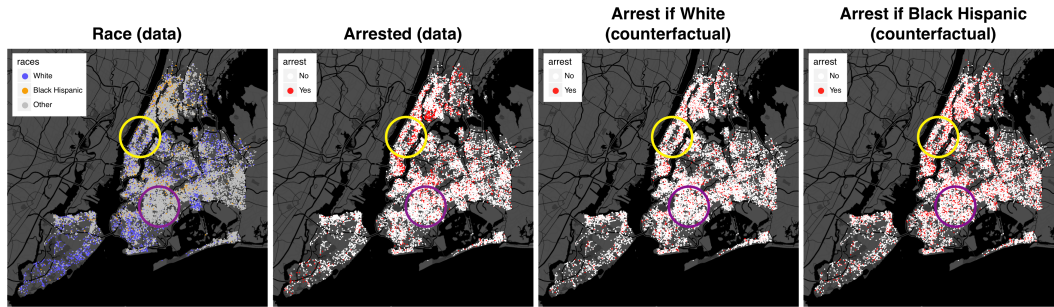 Race (data)
races
White
Black Hispanic
Other
Arrested (data)
arrest
No
Yes
Arrest if White
(counterfactual)
arrest
No
Yes
Arrest if Black Hispanic
(counterfactual)
arrest
No
Yes